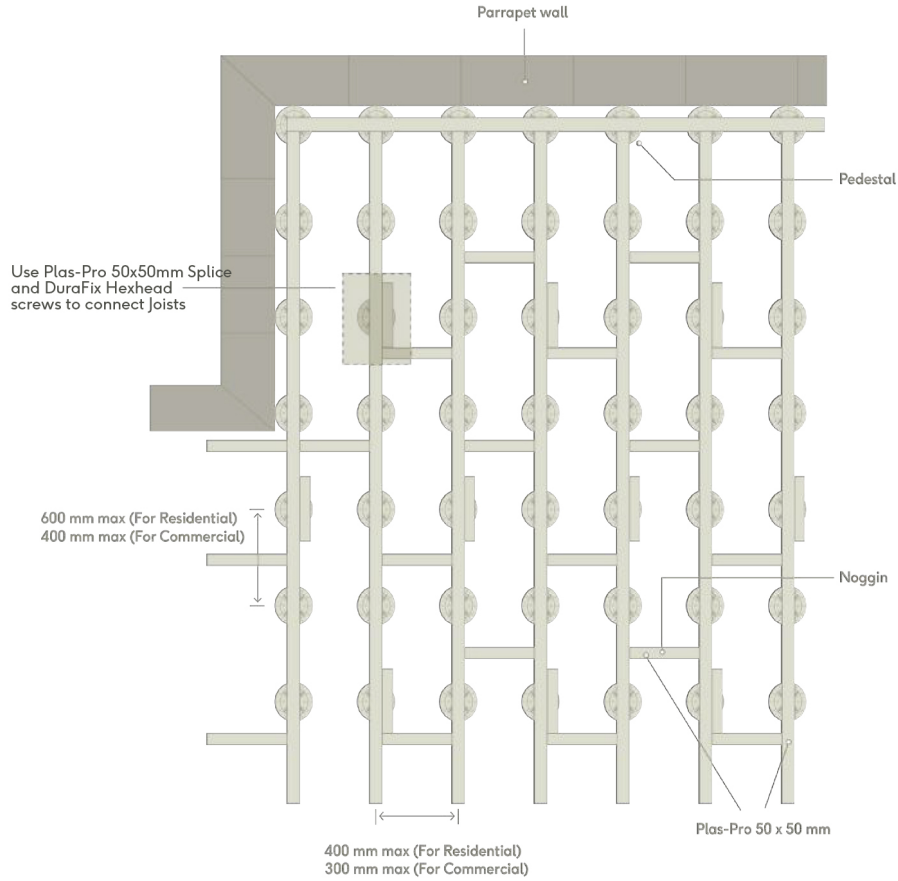 Parrapet wall
Pedestal
Use Plas-Pro 50x50mm Splice
and DuraFix Hexhead
screws to connect Joists
600 mm max (For Residential)
400 mm max (For Commercial)
Noggin
Plas-Pro 50 x 50 mm
400 mm max (For Residential)
300 mm max (For Commercial)